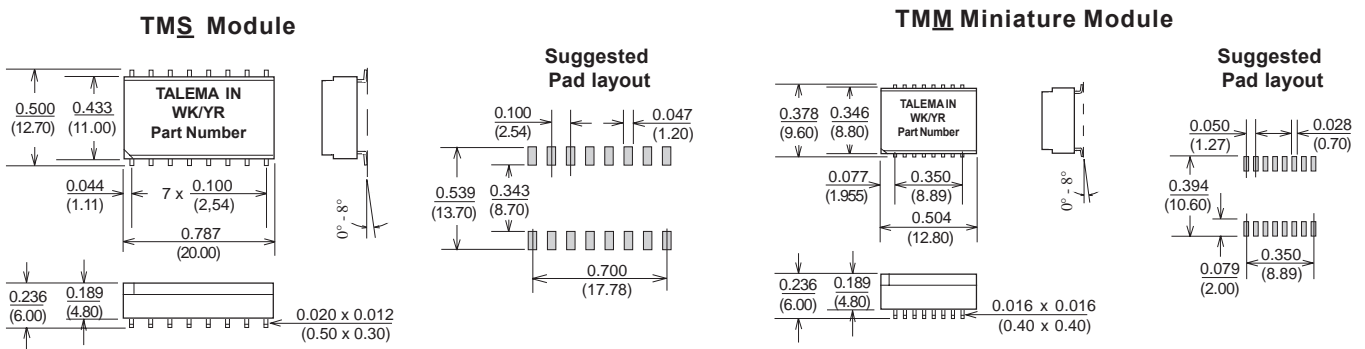 TMS Module
TALEMA IN
WK/YR
Part Number
0.500
(12.70)
0.433
(11.00)
0.044
(1.11)
7 x 0.100
(2,54)
0.787
(20.00)
0° - 8°
0.236
(6.00)
0.189
(4.80)
0.020 x 0.012
(0.50 x 0.30)
Suggested
Pad layout
0.100
(2.54)
0.047
(1.20)
0.539
(13.70)
0.343
(8.70)
0.700
(17.78)
TMM Miniature Module
TALEMA IN
WK/YR
Part Number
0.378
(9.60)
0.346
(8.80)
0.077
(1.955)
0.350
(8.89)
0.504
(12.80)
0° - 8°
0.236
(6.00)
0.189
(4.80)
0.016 x 0.016
(0.40 x 0.40)
Suggested
Pad layout
0.050
(1.27)
0.028
(0.70)
0.394
(10.60)
0.079
(2.00)
0.350
(8.89)